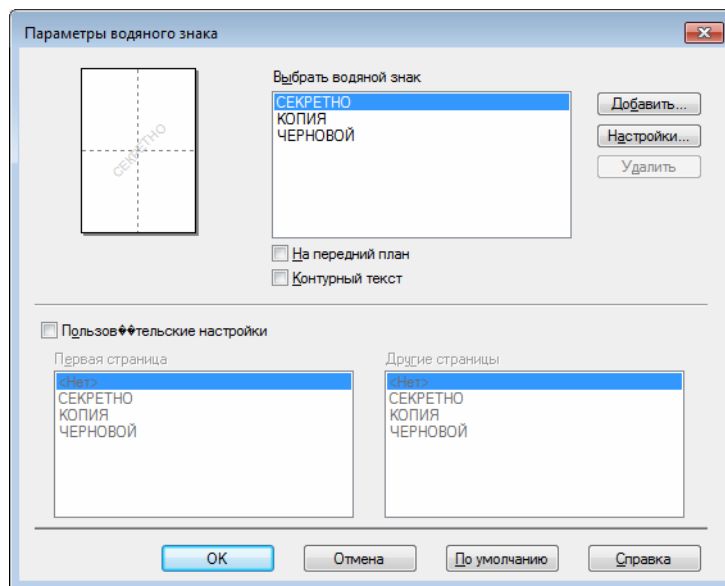 Параметры водяного знака
Выбрать водяной знак
СЕКРЕТНО
КОПИЯ
ЧЕРНОВОЙ
Добавить...
Настройки...
Удалить
СЕКРЕТНО
На передний план
Контурный текст
Пользов��тельские настройки
Первая страница
<Нет>
СЕКРЕТНО
КОПИЯ
ЧЕРНОВОЙ
Другие страницы
<Нет>
СЕКРЕТНО
КОПИЯ
ЧЕРНОВОЙ
OK
Отмена
По умолчанию
Справка